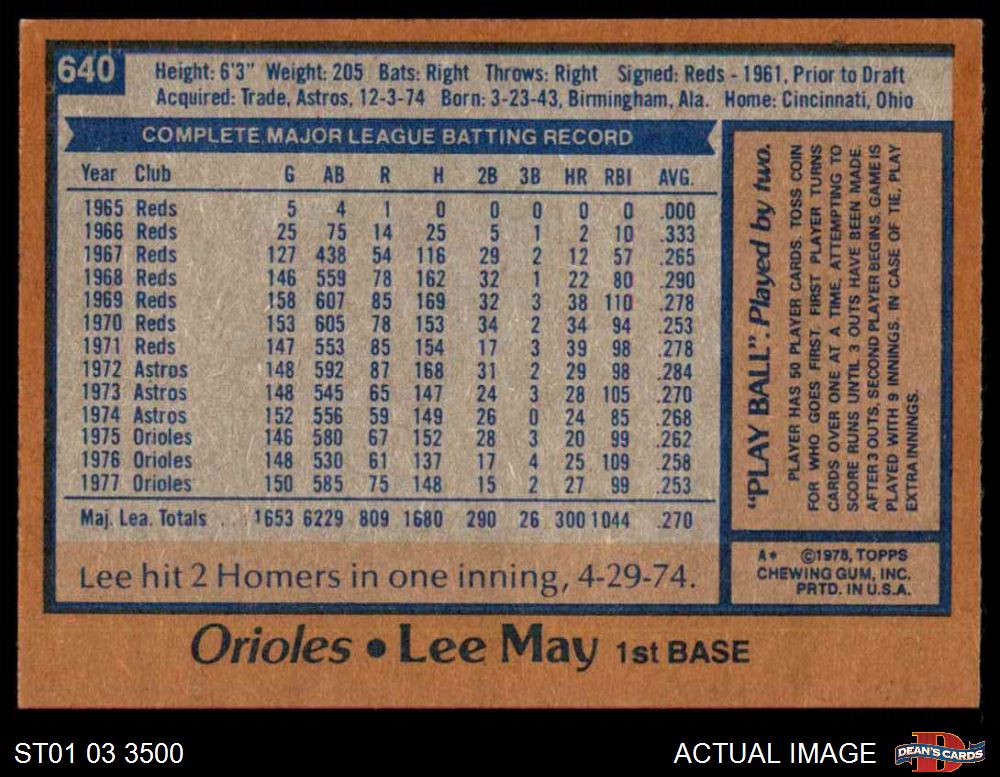 640
Height: 6'3" Weight: 205 Bats: Right Throws: Right Signed: Reds - 1961, Prior to Draft
Acquired: Trade, Astros, 12-3-74 Born: 3-23-43, Birmingham, Ala. Home: Cincinnati, Ohio
COMPLETE MAJOR LEAGUE BATTING RECORD
Year Club G AB R H 2B 3B HR RBI AVG.
1965 Reds 5 4 1 0 0 0 0 0 .000
1966 Reds 25 75 14 25 5 1 2 10 .333
1967 Reds 127 438 54 116 29 2 12 57 .265
1968 Reds 146 559 78 162 32 1 22 80 .290
1969 Reds 158 607 85 169 32 3 38 110 .278
1970 Reds 153 605 78 153 34 2 34 94 .253
1971 Reds 147 553 85 154 17 3 39 98 .278
1972 Astros 148 592 87 168 31 2 29 98 .284
1973 Astros 148 545 65 147 24 3 28 105 .270
1974 Astros 152 556 59 149 26 0 24 85 .268
1975 Orioles 146 580 67 152 28 3 20 99 .262
1976 Orioles 148 530 61 137 17 4 25 109 .258
1977 Orioles 150 585 75 148 15 2 27 99 .253
Maj. Lea. Totals 1653 6229 809 1680 290 26 300 1044 .270
Lee hit 2 Homers in one inning, 4-29-74.
"PLAY BALL". Played by two.
PLAYER HAS 50 PLAYER CARDS. TOSS COIN
FOR WHO GOES FIRST. FIRST PLAYER TURNS
CARDS OVER ONE AT A TIME, ATTEMPTING TO
SCORE RUNS UNTIL 3 OUTS HAVE BEEN MADE.
AFTER 3 OUTS, SECOND PLAYER BEGINS. GAME IS
PLAYED WITH 9 INNINGS. IN CASE OF TIE, PLAY
EXTRA INNINGS.
A* ©1978, TOPPS
CHEWING GUM, INC.
PRTD. IN U.S.A.
Orioles • Lee May 1st BASE
ST01 03 3500
ACTUAL IMAGE
D
DEAN'S CARDS